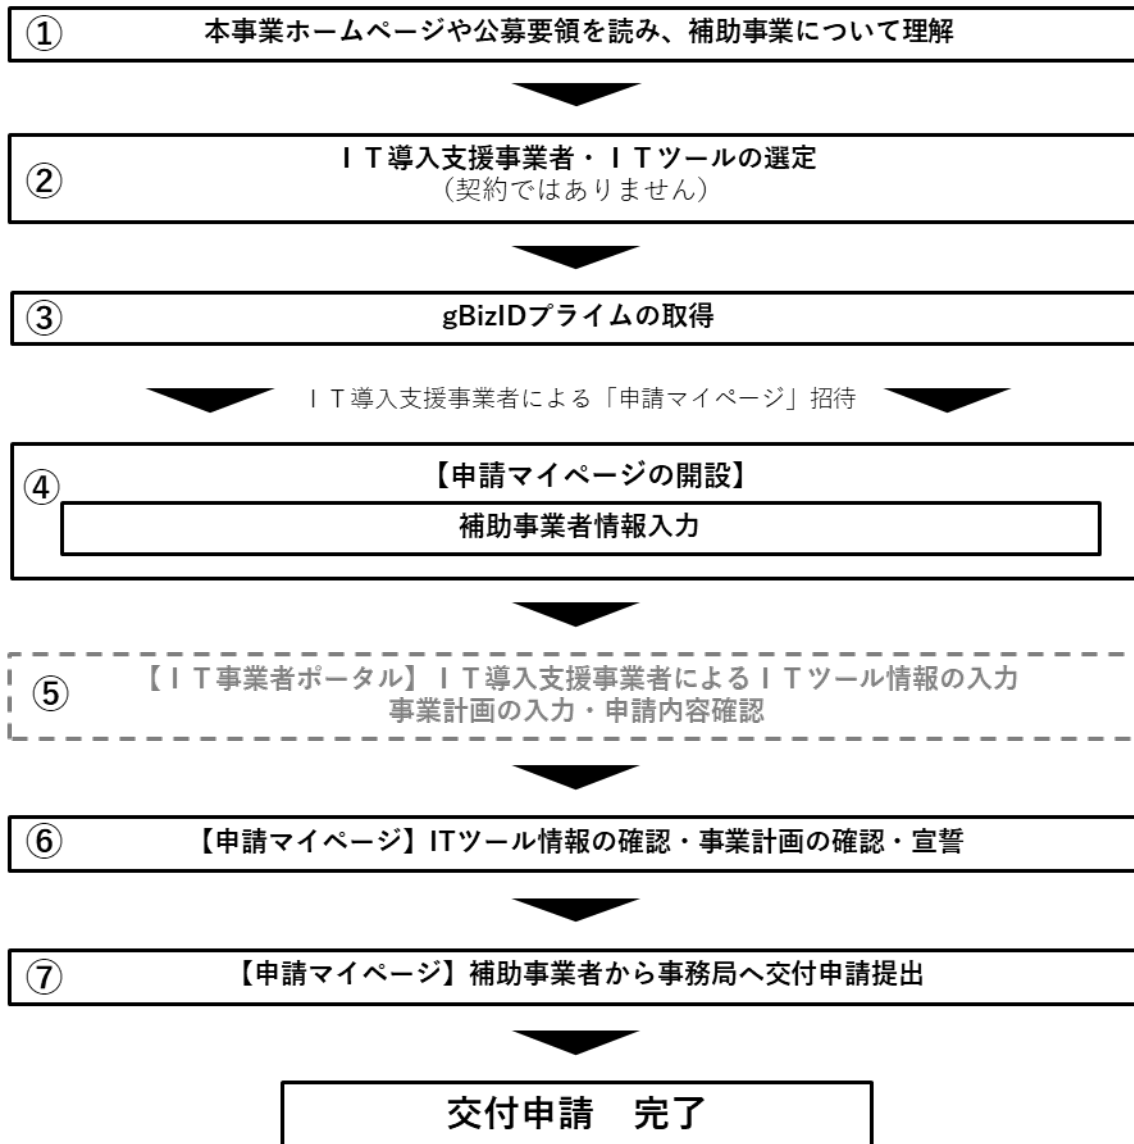 ① 本事業ホームページや公募要領を読み、補助事業について理解
② ＩＴ導入支援事業者・ＩＴツールの選定
（契約ではありません）
③ gBizIDプライムの取得
ＩＴ導入支援事業者による「申請マイページ」招待
④ 【申請マイページの開設】
補助事業者情報入力
⑤ 【ＩＴ事業者ポータル】ＩＴ導入支援事業者によるＩＴツール情報の入力
事業計画の入力・申請内容確認
⑥ 【申請マイページ】ITツール情報の確認・事業計画の確認・宣誓
⑦ 【申請マイページ】補助事業者から事務局へ交付申請提出
交付申請　完了